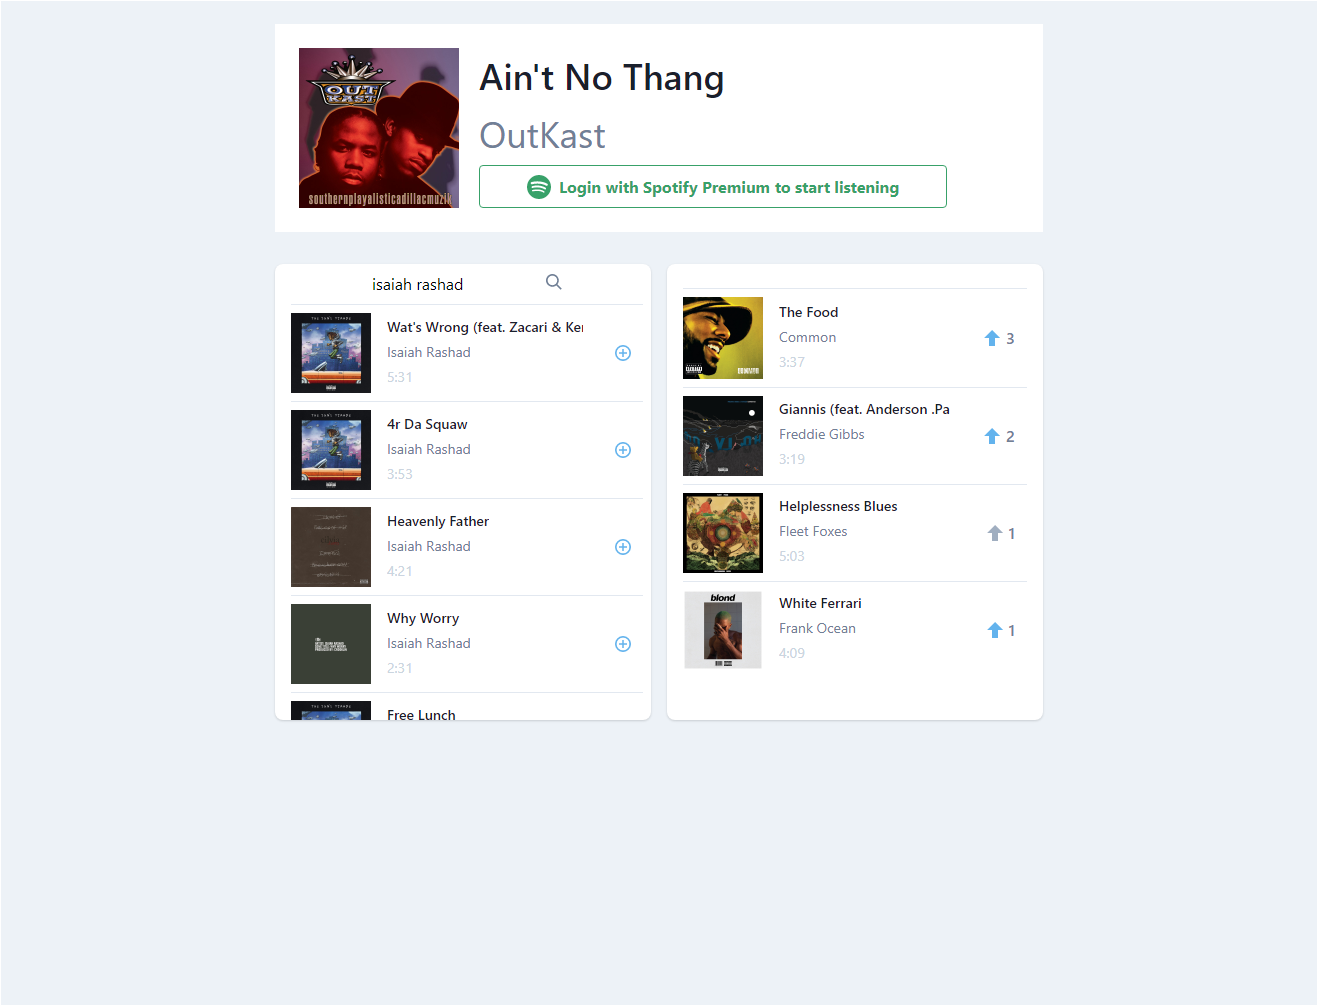 OUT
KAST
southernplayalisticadillacmuzik
Ain't No Thang
OutKast
Login with Spotify Premium to start listening
isaiah rashad
Wat's Wrong (feat. Zacari & Ken
Isaiah Rashad
5:31
4r Da Squaw
Isaiah Rashad
3:53
Heavenly Father
Isaiah Rashad
4:21
Why Worry
Isaiah Rashad
2:31
Free Lunch
The Food
Common
3:37
3
Giannis (feat. Anderson .Pa
Freddie Gibbs
3:19
2
Helplessness Blues
Fleet Foxes
5:03
1
blond
White Ferrari
Frank Ocean
4:09
1